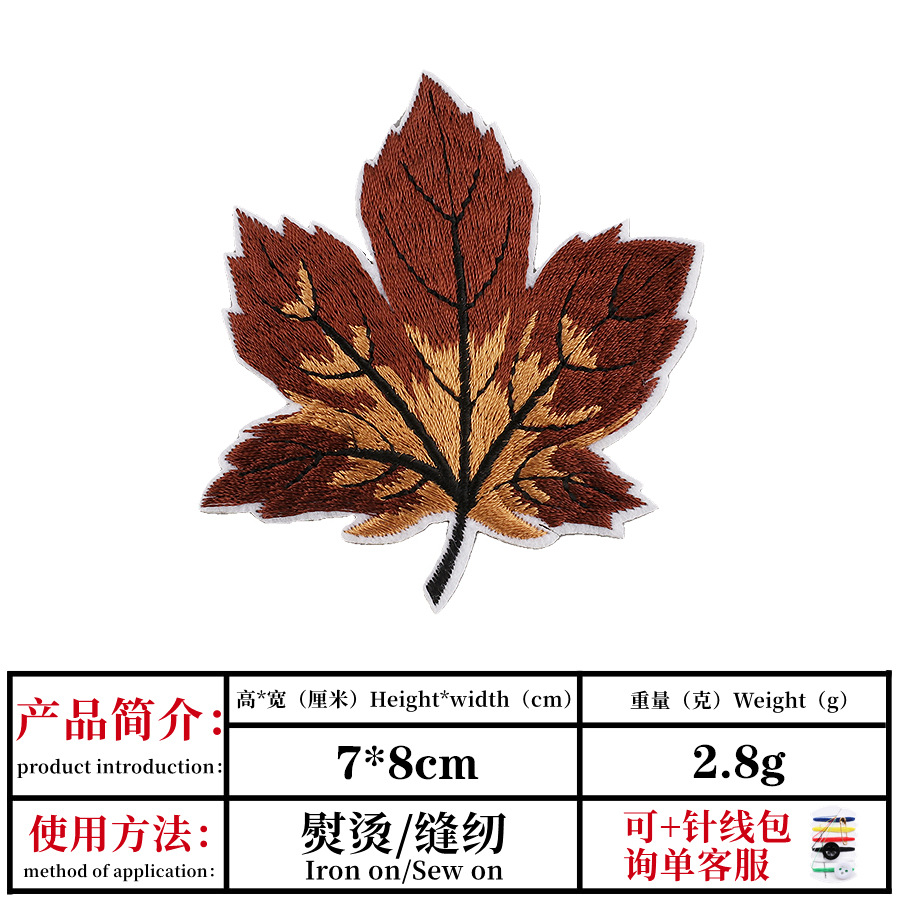 产品简介：
product introduction：
高*宽（厘米）Height*width（cm）
重量（克）Weight（g）
7*8cm
2.8g
使用方法：
method of application：
熨烫/缝纫
Iron on/Sew on
可+针线包
询单客服